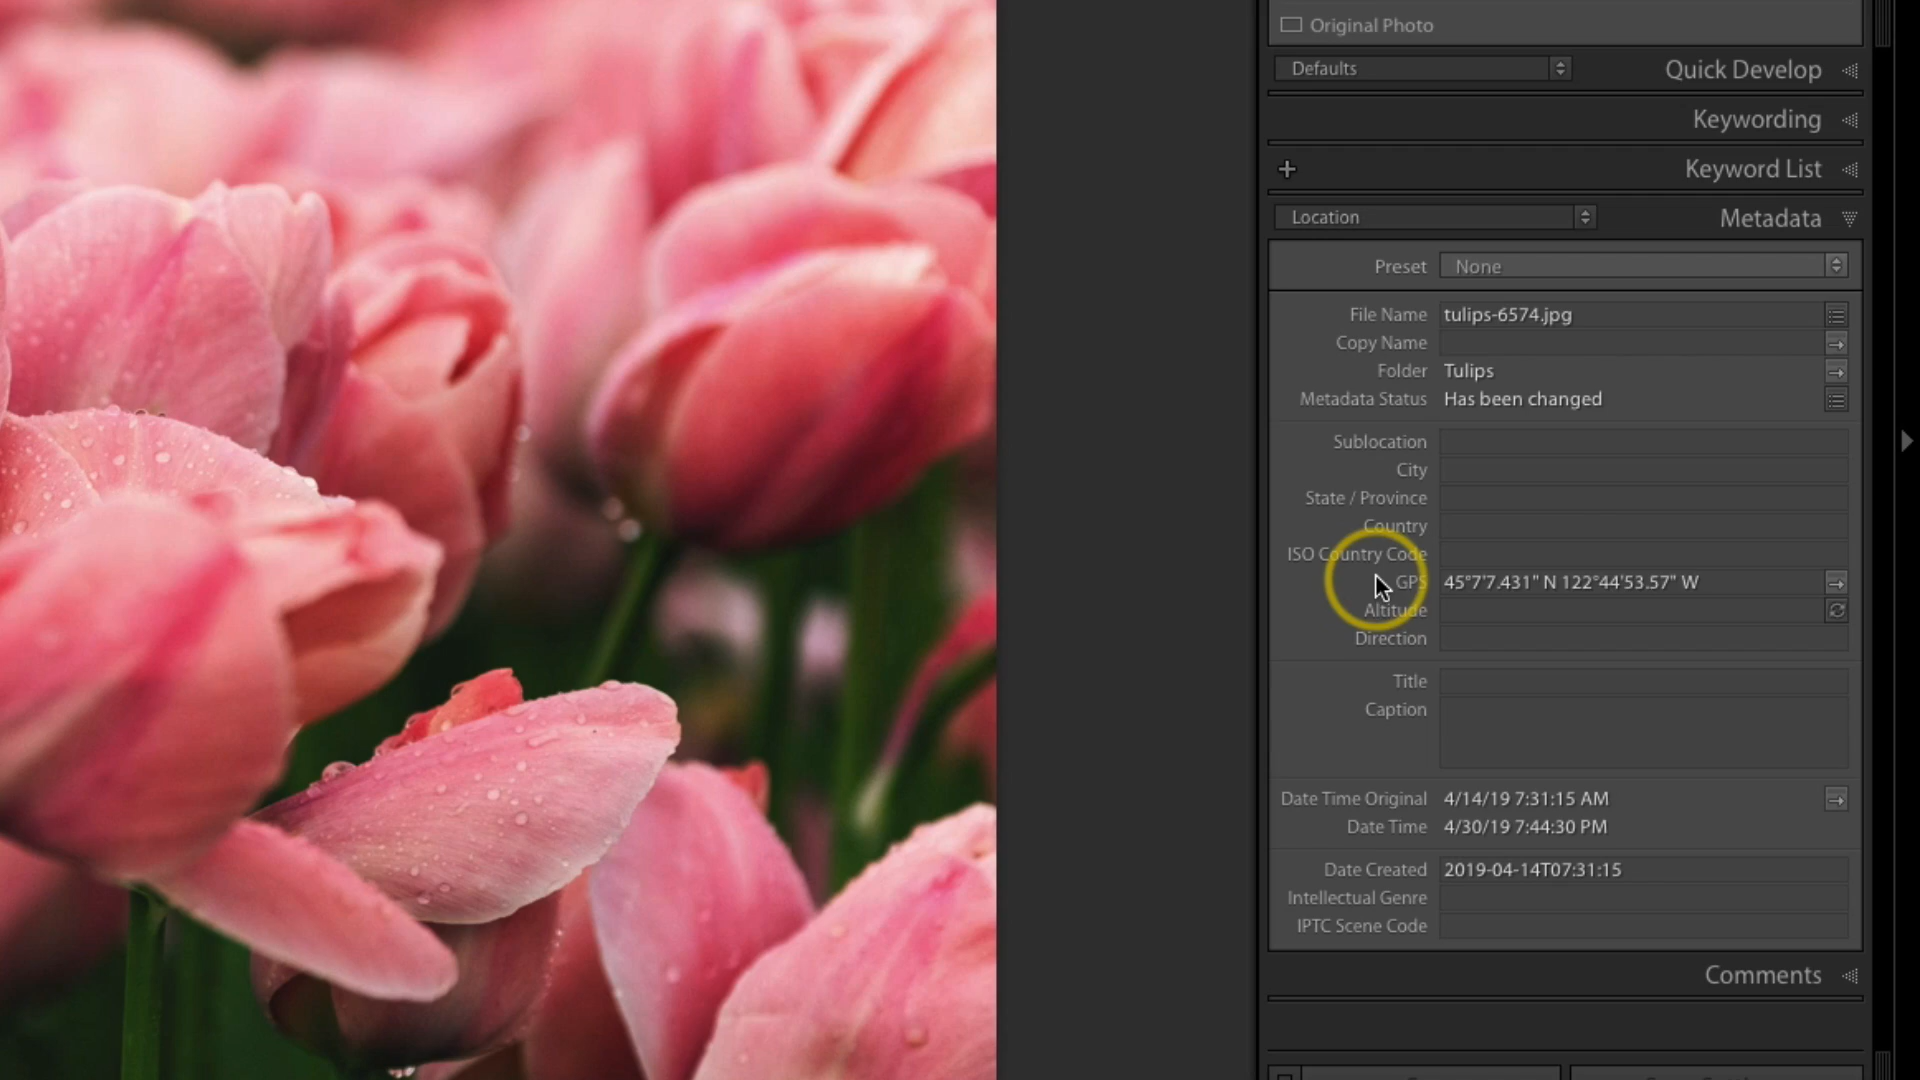 Original Photo
Defaults
Quick Develop
Keywording
+ Keyword List
Location
Metadata
Preset None
File Name tulips-6574.jpg
Copy Name
Folder Tulips
Metadata Status Has been changed
Sublocation
City
State / Province
Country
ISO Country Code
GPS 45°7'7.431" N 122°44'53.57" W
Altitude
Direction
Title
Caption
Date Time Original 4/14/19 7:31:15 AM
Date Time 4/30/19 7:44:30 PM
Date Created 2019-04-14T07:31:15
Intellectual Genre
IPTC Scene Code
Comments